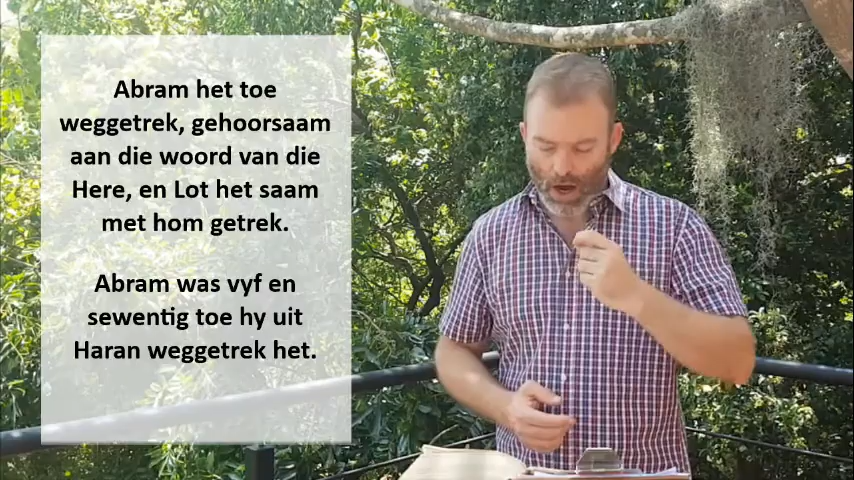 Abram het toe
weggetrek, gehoorsaam
aan die woord van die
Here, en Lot het saam
met hom getrek.
Abram was vyf en
sewentig toe hy uit
Haran weggetrek het.